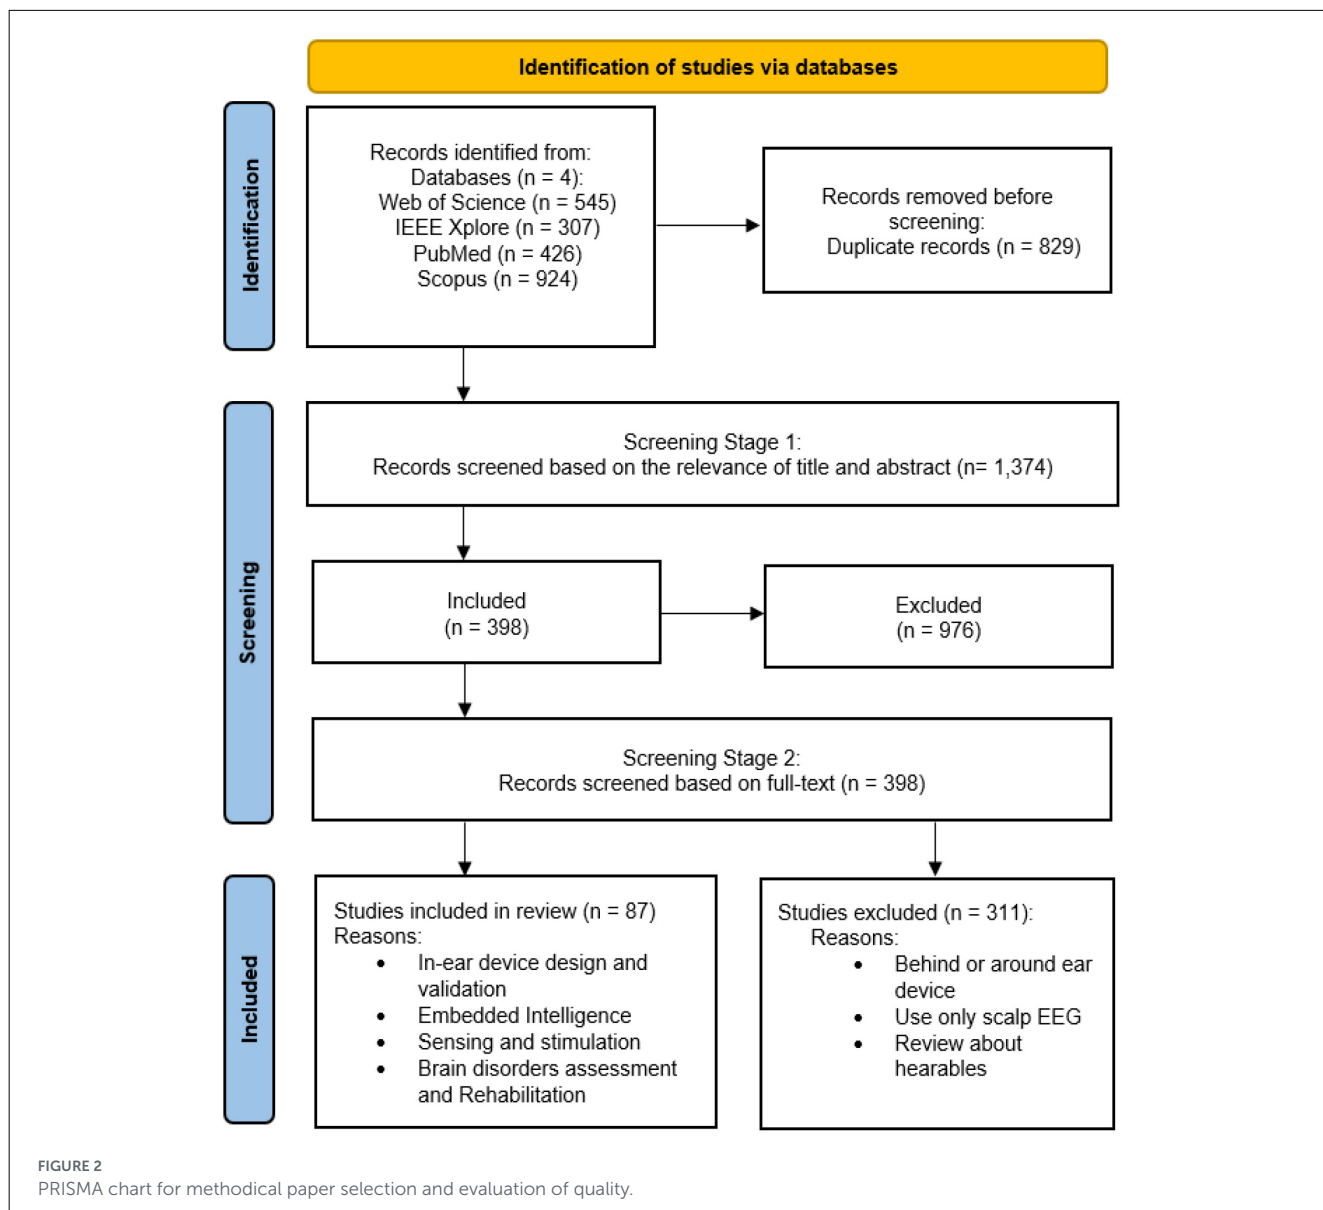 Identification of studies via databases
Identification
Records identified from:
Databases (n = 4):
Web of Science (n = 545)
IEEE Xplore (n = 307)
PubMed (n = 426)
Scopus (n = 924)
Records removed before
screening:
Duplicate records (n = 829)
Screening
Screening Stage 1:
Records screened based on the relevance of title and abstract (n= 1,374)
Included
(n = 398)
Excluded
(n = 976)
Screening Stage 2:
Records screened based on full-text (n = 398)
Included
Studies included in review (n = 87)
Reasons:
• In-ear device design and
validation
• Embedded Intelligence
• Sensing and stimulation
• Brain disorders assessment
and Rehabilitation
Studies excluded (n = 311):
Reasons:
• Behind or around ear
device
• Use only scalp EEG
• Review about
hearables
FIGURE 2
PRISMA chart for methodical paper selection and evaluation of quality.